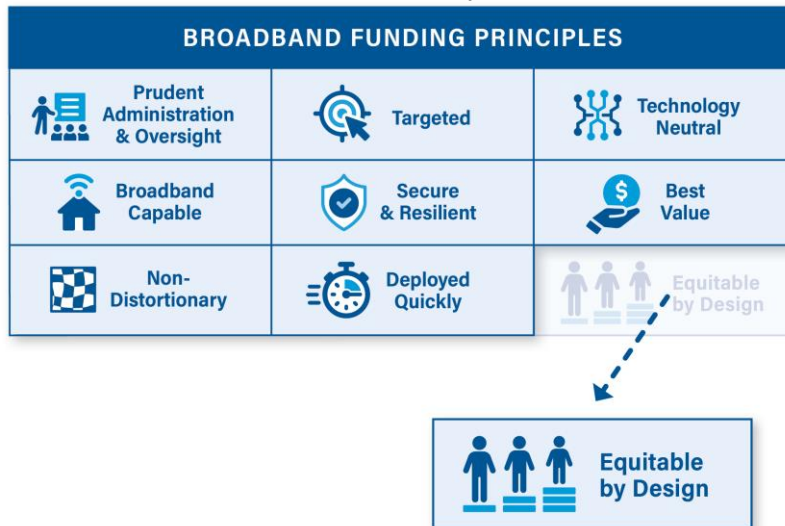 BROADBAND FUNDING PRINCIPLES
Prudent
Administration
& Oversight
Targeted
Technology
Neutral
Broadband
Capable
Secure
& Resilient
$
Best
Value
Non-
Distortionary
Deployed
Quickly
Equitable
by Design
Equitable
by Design